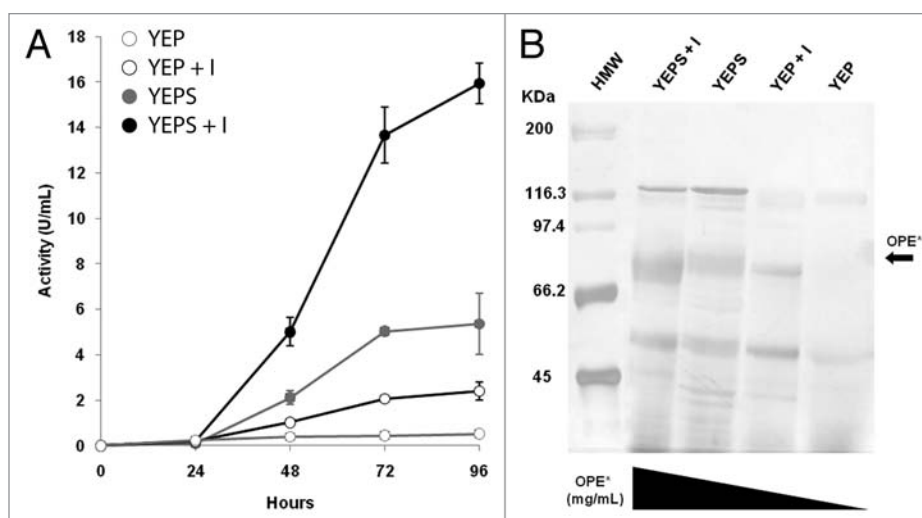 A
YEP
YEP + I
YEPS
YEPS + I
Activity (U/mL)
18
16
14
12
10
8
6
4
2
0
0 24 48 72 96
Hours
B
HMW YEPS + I YEPS YEP + I YEP
KDa
200
116.3
97.4
66.2
45
OPE*
OPE*
(mg/mL)